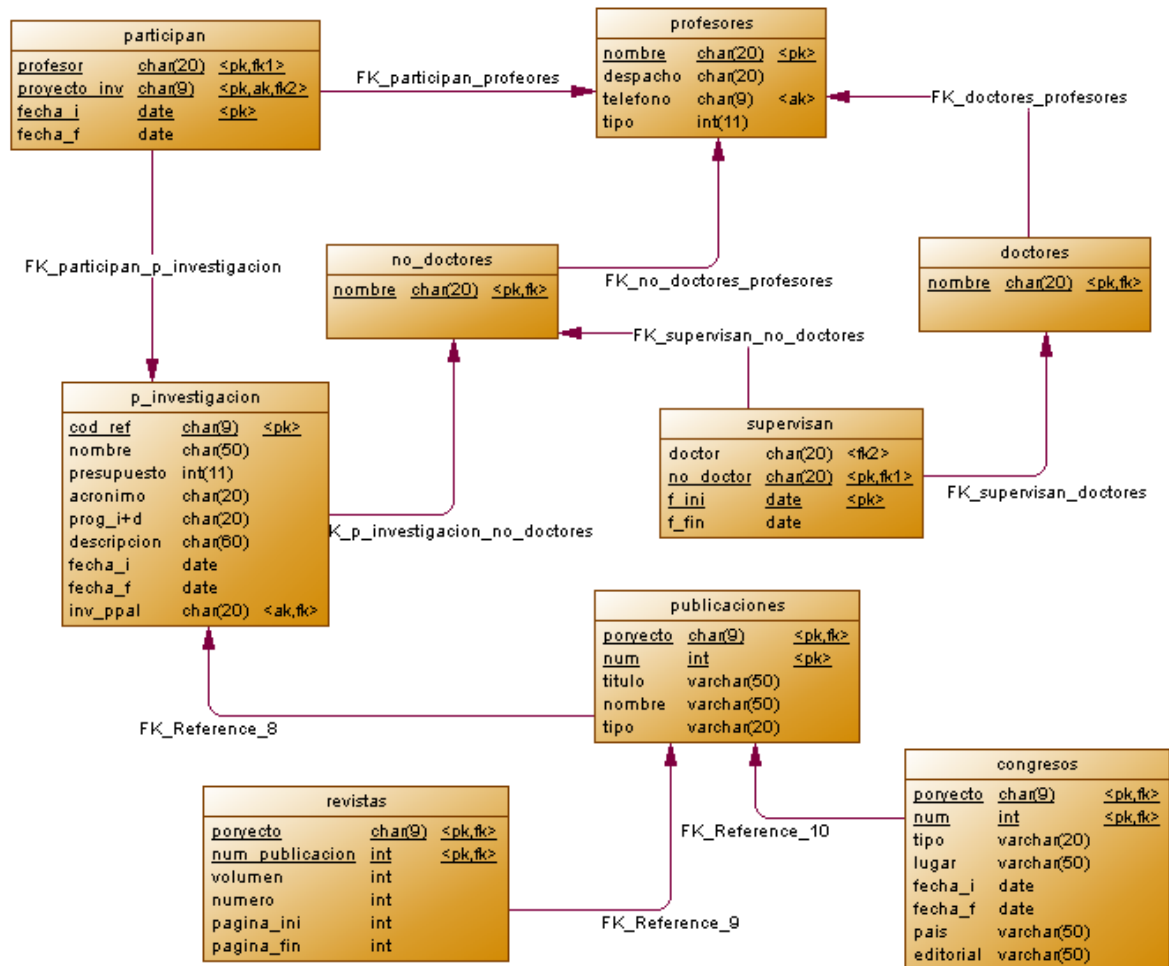 participan
profesor char(20) <pk,fk1>
proyecto_inv char(9) <pk,ak,fk2>
fecha_i date <pk>
fecha_f date
profesores
nombre char(20) <pk>
despacho char(20)
telefono char(9) <ak>
tipo int(11)
FK_participan_profeores
FK_doctores_profesores
FK_participan_p_investigacion
no_doctores
nombre char(20) <pk,fk>
FK_no_doctores_profesores
doctores
nombre char(20) <pk,fk>
FK_supervisan_no_doctores
p_investigacion
cod_ref char(9) <pk>
nombre char(50)
presupuesto int(11)
acronimo char(20)
prog_i+d char(20)
descripcion char(60)
fecha_i date
fecha_f date
inv_ppal char(20) <ak,fk>
supervisan
doctor char(20) <fk2>
no_doctor char(20) <pk,fk1>
f_ini date <pk>
f_fin date
FK_supervisan_doctores
K_p_investigacion_no_doctores
publicaciones
poryecto char(9) <pk,fk>
num int <pk>
titulo varchar(50)
nombre varchar(50)
tipo varchar(20)
FK_Reference_8
revistas
poryecto char(9) <pk,fk>
num_publicacion int <pk,fk>
volumen int
numero int
pagina_ini int
pagina_fin int
FK_Reference_10
FK_Reference_9
congresos
poryecto char(9) <pk,fk>
num int <pk,fk>
tipo varchar(20)
lugar varchar(50)
fecha_i date
fecha_f date
pais varchar(50)
editorial varchar(50)